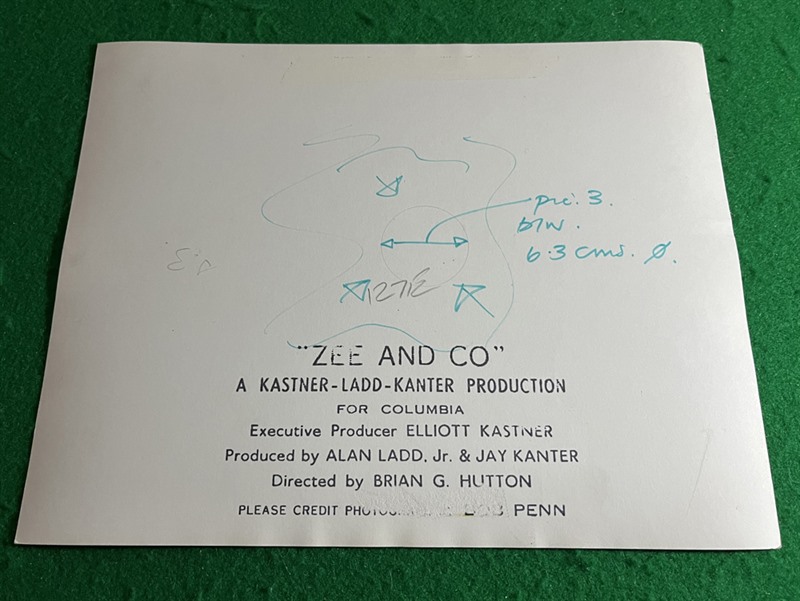 pic. 3.
b/w.
6.3 cms. Ø.
"ZEE AND CO"
A KASTNER-LADD-KANTER PRODUCTION
FOR COLUMBIA
Executive Producer ELLIOTT KASTNER
Produced by ALAN LADD, Jr. & JAY KANTER
Directed by BRIAN G. HUTTON
PLEASE CREDIT PENN